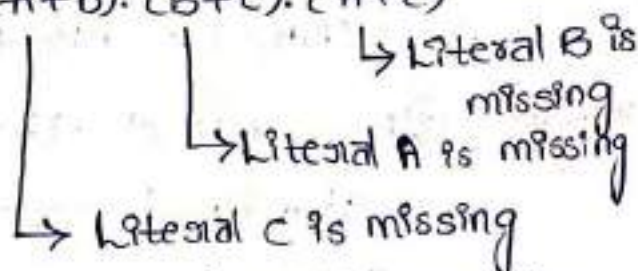 (A+B). (B+C). (A+C)
↳ Literal B is
missing
↳ Literal A is missing
↳ Literal C is missing